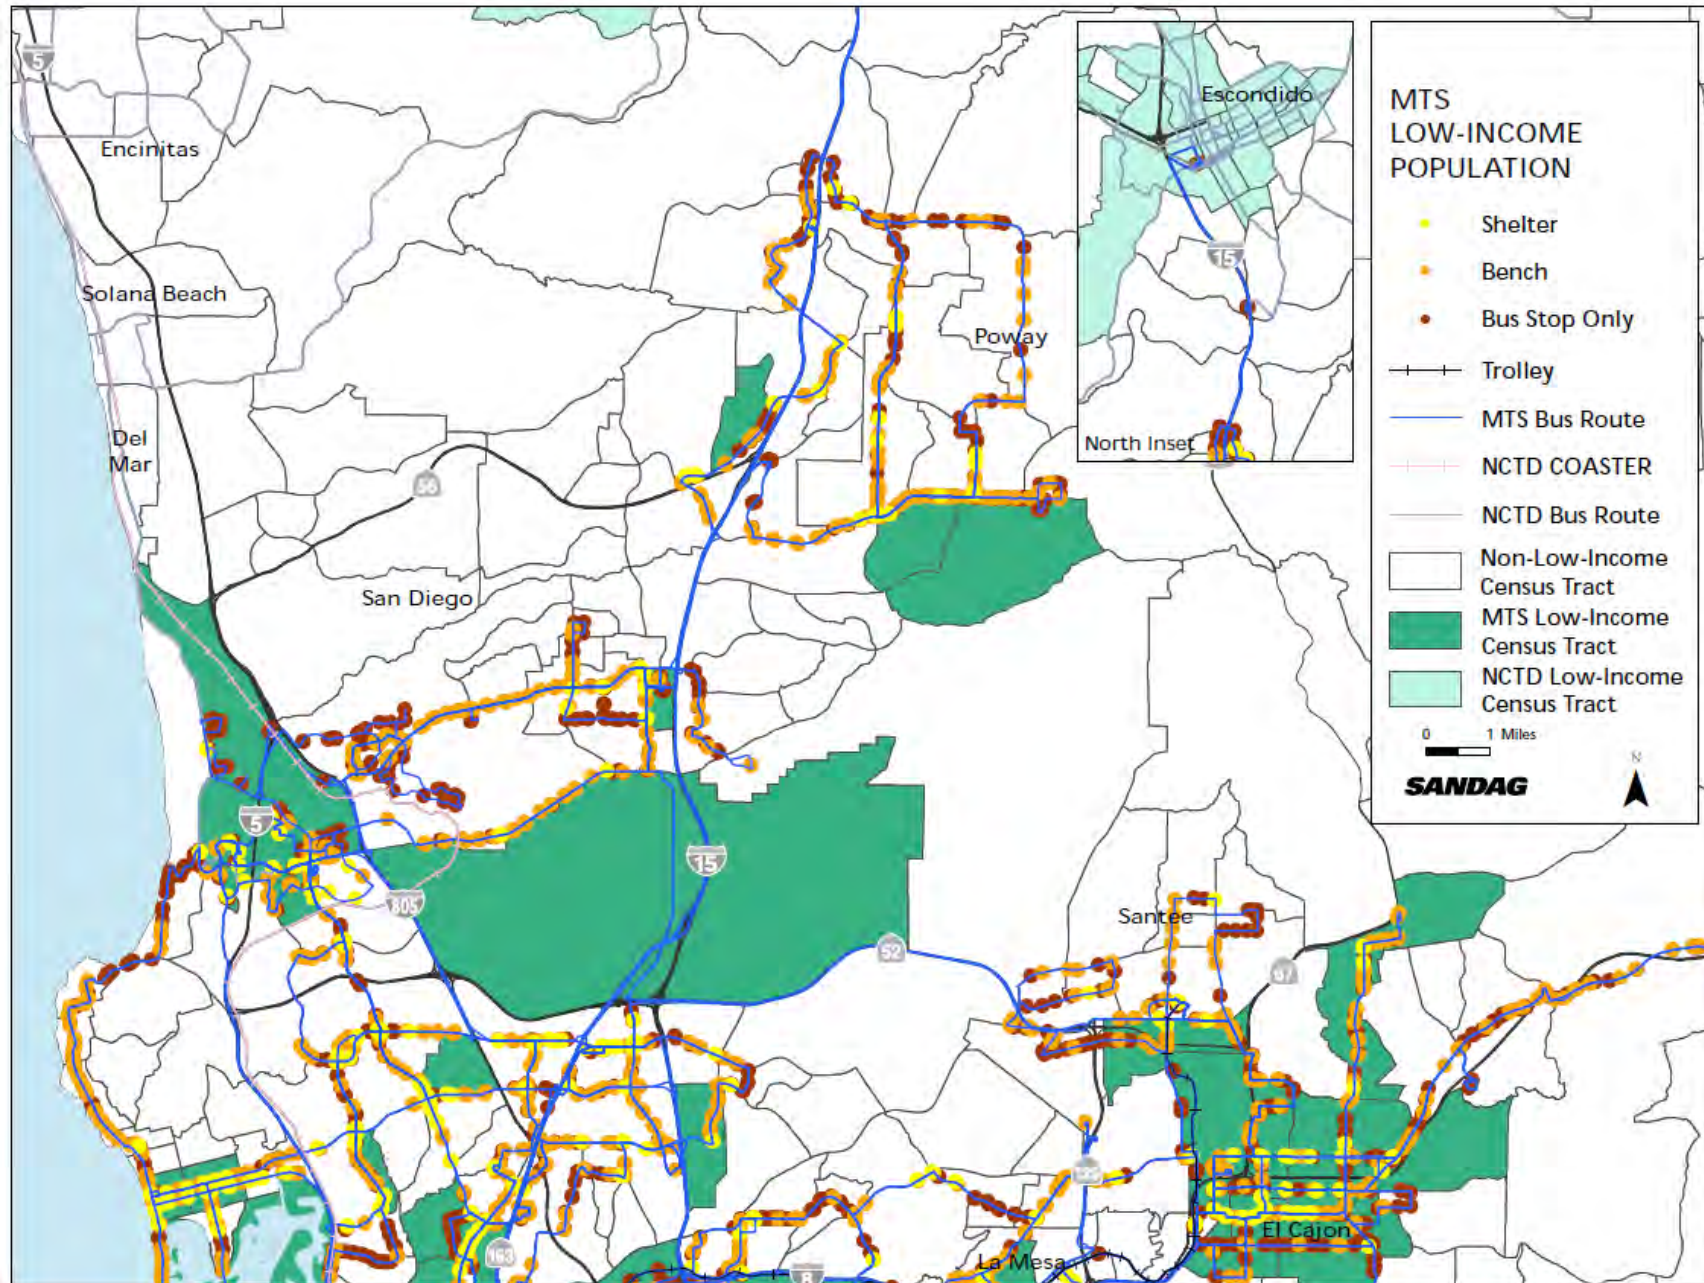 5
Encinitas
Solana Beach
Del
Mar
56
San Diego
Poway
5
805
15
52
Santee
67
125
163
8
La Mesa
El Cajon
Escondido
15
North Inset
MTS
LOW-INCOME
POPULATION
Shelter
Bench
Bus Stop Only
Trolley
MTS Bus Route
NCTD COASTER
NCTD Bus Route
Non-Low-Income
Census Tract
MTS Low-Income
Census Tract
NCTD Low-Income
Census Tract
0 1 Miles
N
SANDAG